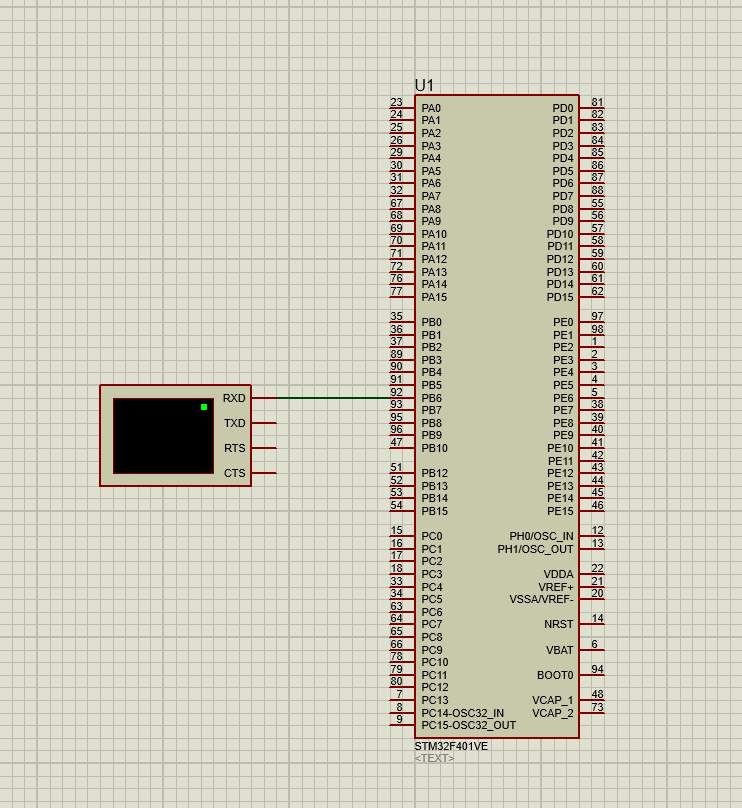 U1
23 PA0 PD0 81
24 PA1 PD1 82
25 PA2 PD2 83
26 PA3 PD3 84
29 PA4 PD4 85
30 PA5 PD5 86
31 PA6 PD6 87
32 PA7 PD7 88
67 PA8 PD8 55
68 PA9 PD9 56
69 PA10 PD10 57
70 PA11 PD11 58
71 PA12 PD12 59
72 PA13 PD13 60
76 PA14 PD14 61
77 PA15 PD15 62
35 PB0 PE0 97
36 PB1 PE1 98
37 PB2 PE2 1
89 PB3 PE3 2
90 PB4 PE4 3
91 PB5 PE5 4
RXD 92 PB6 PE6 5
93 PB7 PE7 38
TXD 95 PB8 PE8 39
96 PB9 PE9 40
RTS 47 PB10 PE10 41
PE11 42
CTS 51 PB12 PE12 43
52 PB13 PE13 44
53 PB14 PE14 45
54 PB15 PE15 46
15 PC0 PH0/OSC_IN 12
16 PC1 PH1/OSC_OUT 13
17 PC2
18 PC3 VDDA 22
33 PC4 VREF+ 21
34 PC5 VSSA/VREF- 20
63 PC6
64 PC7 NRST 14
65 PC8
66 PC9 VBAT 6
78 PC10
79 PC11 BOOT0 94
80 PC12
7 PC13 VCAP_1 48
8 PC14-OSC32_IN VCAP_2 73
9 PC15-OSC32_OUT
STM32F401VE
<TEXT>